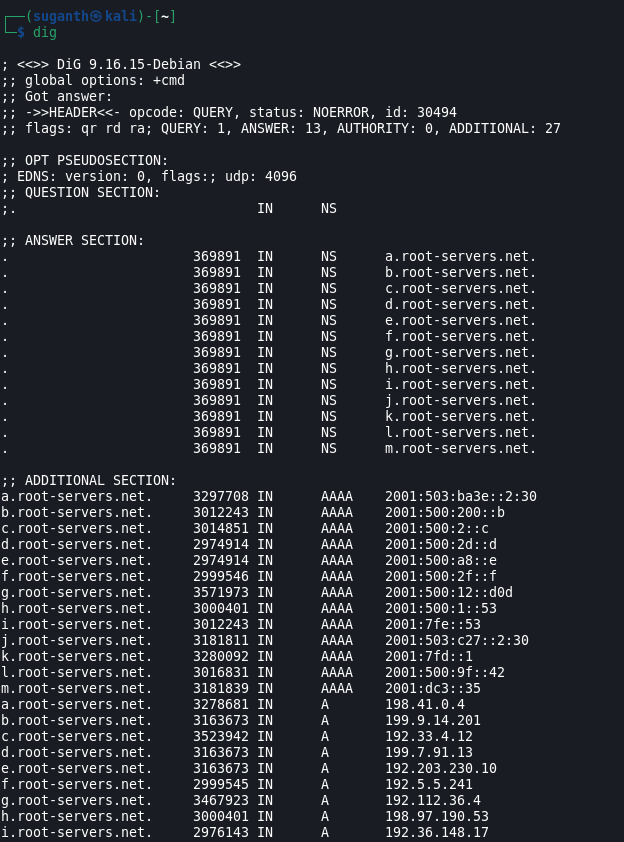 ┌──(suganth㉿kali)-[~]
└─$ dig

; <<>> DiG 9.16.15-Debian <<>>
;; global options: +cmd
;; Got answer:
;; ->>HEADER<<- opcode: QUERY, status: NOERROR, id: 30494
;; flags: qr rd ra; QUERY: 1, ANSWER: 13, AUTHORITY: 0, ADDITIONAL: 27

;; OPT PSEUDOSECTION:
; EDNS: version: 0, flags:; udp: 4096
;; QUESTION SECTION:
;.                              IN      NS

;; ANSWER SECTION:
.                       369891  IN      NS      a.root-servers.net.
.                       369891  IN      NS      b.root-servers.net.
.                       369891  IN      NS      c.root-servers.net.
.                       369891  IN      NS      d.root-servers.net.
.                       369891  IN      NS      e.root-servers.net.
.                       369891  IN      NS      f.root-servers.net.
.                       369891  IN      NS      g.root-servers.net.
.                       369891  IN      NS      h.root-servers.net.
.                       369891  IN      NS      i.root-servers.net.
.                       369891  IN      NS      j.root-servers.net.
.                       369891  IN      NS      k.root-servers.net.
.                       369891  IN      NS      l.root-servers.net.
.                       369891  IN      NS      m.root-servers.net.

;; ADDITIONAL SECTION:
a.root-servers.net.     3297708 IN      AAAA    2001:503:ba3e::2:30
b.root-servers.net.     3012243 IN      AAAA    2001:500:200::b
c.root-servers.net.     3014851 IN      AAAA    2001:500:2::c
d.root-servers.net.     2974914 IN      AAAA    2001:500:2d::d
e.root-servers.net.     2974914 IN      AAAA    2001:500:a8::e
f.root-servers.net.     2999546 IN      AAAA    2001:500:2f::f
g.root-servers.net.     3571973 IN      AAAA    2001:500:12::d0d
h.root-servers.net.     3000401 IN      AAAA    2001:500:1::53
i.root-servers.net.     3012243 IN      AAAA    2001:7fe::53
j.root-servers.net.     3181811 IN      AAAA    2001:503:c27::2:30
k.root-servers.net.     3280092 IN      AAAA    2001:7fd::1
l.root-servers.net.     3016831 IN      AAAA    2001:500:9f::42
m.root-servers.net.     3181839 IN      AAAA    2001:dc3::35
a.root-servers.net.     3278681 IN      A       198.41.0.4
b.root-servers.net.     3163673 IN      A       199.9.14.201
c.root-servers.net.     3523942 IN      A       192.33.4.12
d.root-servers.net.     3163673 IN      A       199.7.91.13
e.root-servers.net.     3163673 IN      A       192.203.230.10
f.root-servers.net.     2999545 IN      A       192.5.5.241
g.root-servers.net.     3467923 IN      A       192.112.36.4
h.root-servers.net.     3000401 IN      A       198.97.190.53
i.root-servers.net.     2976143 IN      A       192.36.148.17